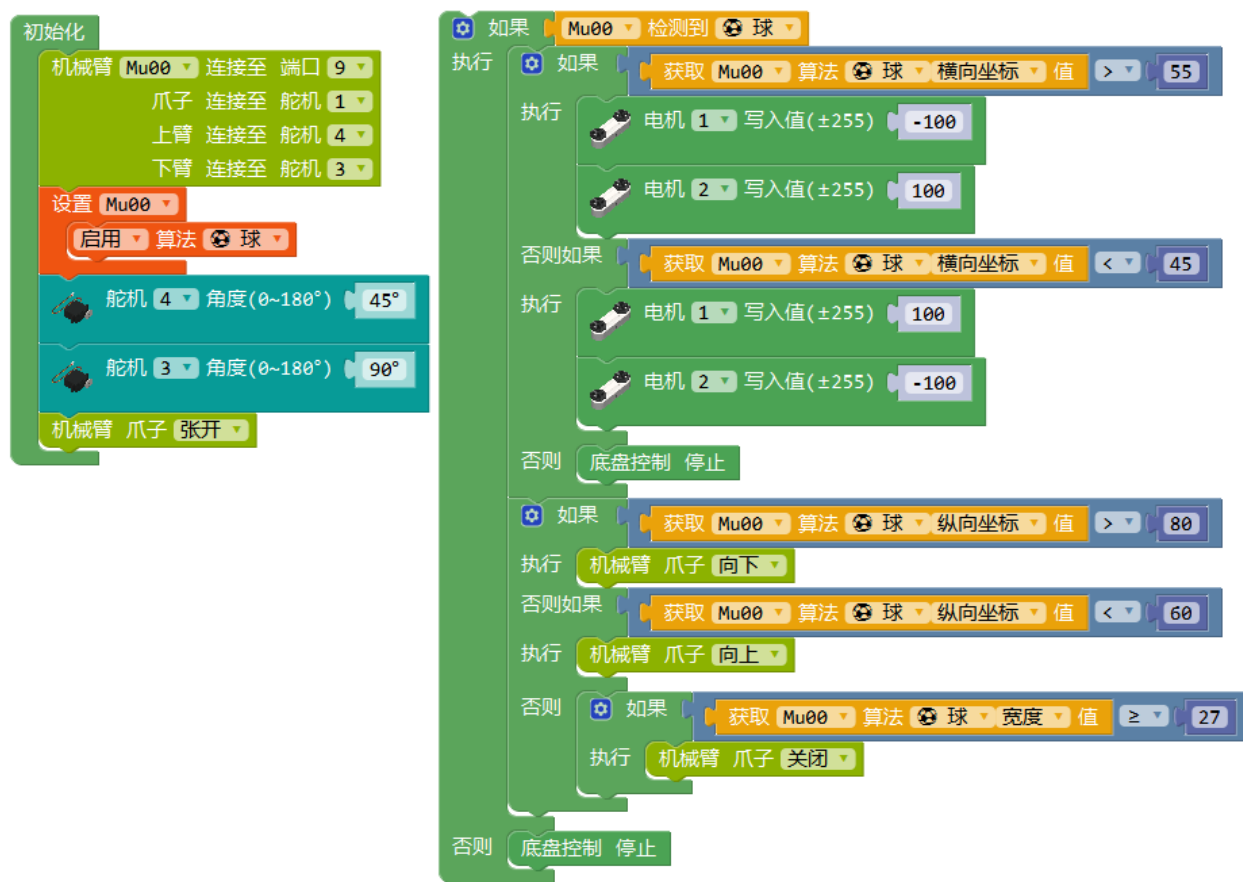 初始化
机械臂 Mu00 连接至 端口 9
爪子 连接至 舵机 1
上臂 连接至 舵机 4
下臂 连接至 舵机 3
设置 Mu00
启用 算法 球
舵机 4 角度(0~180°) 45°
舵机 3 角度(0~180°) 90°
机械臂 爪子 张开
如果 Mu00 检测到 球
执行 如果 获取 Mu00 算法 球 横向坐标 值 > 55
执行 电机 1 写入值(±255) -100
电机 2 写入值(±255) 100
否则如果 获取 Mu00 算法 球 横向坐标 值 < 45
执行 电机 1 写入值(±255) 100
电机 2 写入值(±255) -100
否则 底盘控制 停止
如果 获取 Mu00 算法 球 纵向坐标 值 > 80
执行 机械臂 爪子 向下
否则如果 获取 Mu00 算法 球 纵向坐标 值 < 60
执行 机械臂 爪子 向上
否则 如果 获取 Mu00 算法 球 宽度 值 ≥ 27
执行 机械臂 爪子 关闭
否则 底盘控制 停止